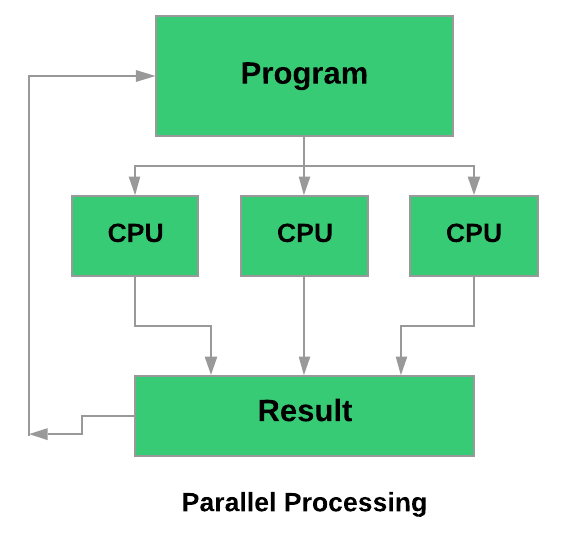 Program
CPU
CPU
CPU
Result
Parallel Processing